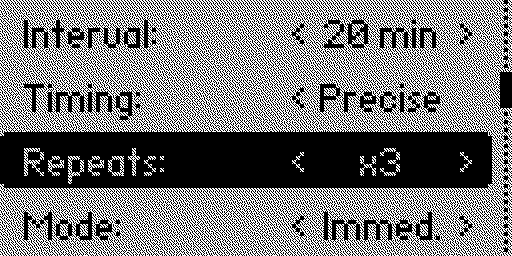 Interval: < 20 min >
Timing: < Precise
Repeats: < x3 >
Mode: < Immed. >